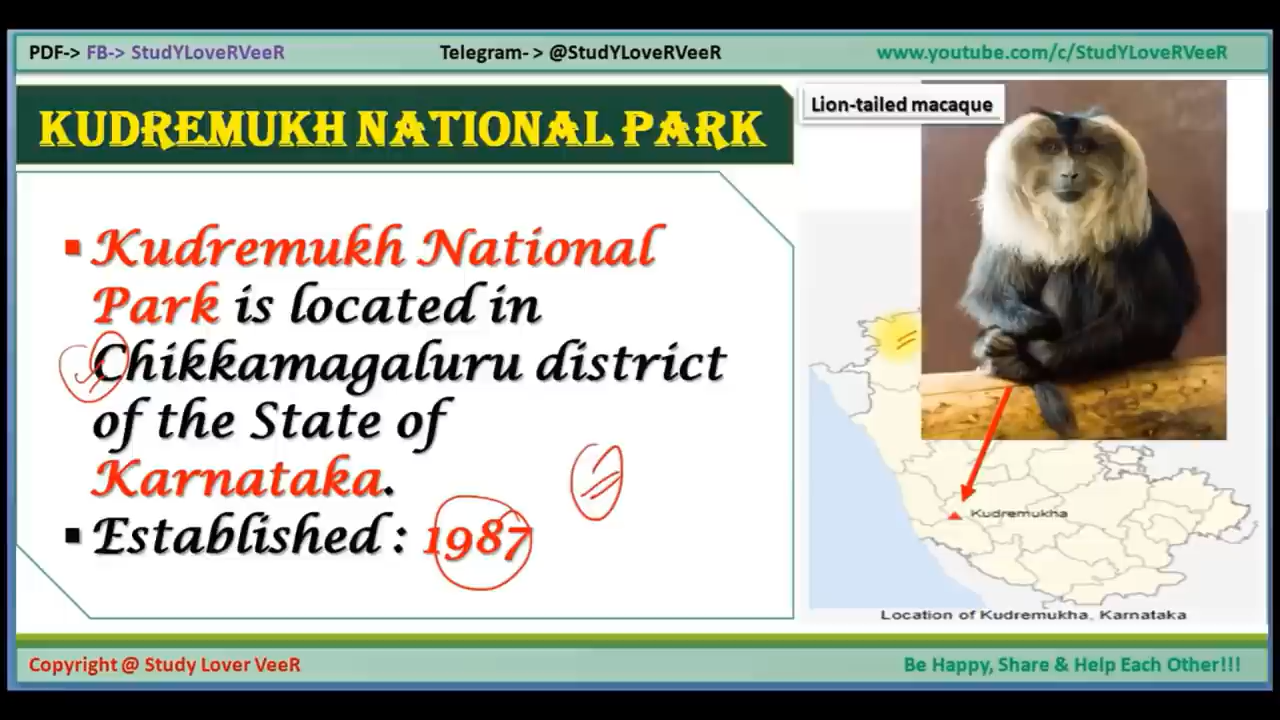 PDF-> FB-> StudYLoveRVeeR
Telegram- > @StudYLoveRVeeR
www.youtube.com/c/StudYLoveRVeeR
KUDREMUKH NATIONAL PARK
Lion-tailed macaque
▪ Kudremukh National
Park is located in
Chikkamagaluru district
of the State of
Karnataka.
▪ Established : 1987
Kudremukha
Location of Kudremukha, Karnataka
Copyright @ Study Lover VeeR
Be Happy, Share & Help Each Other!!!